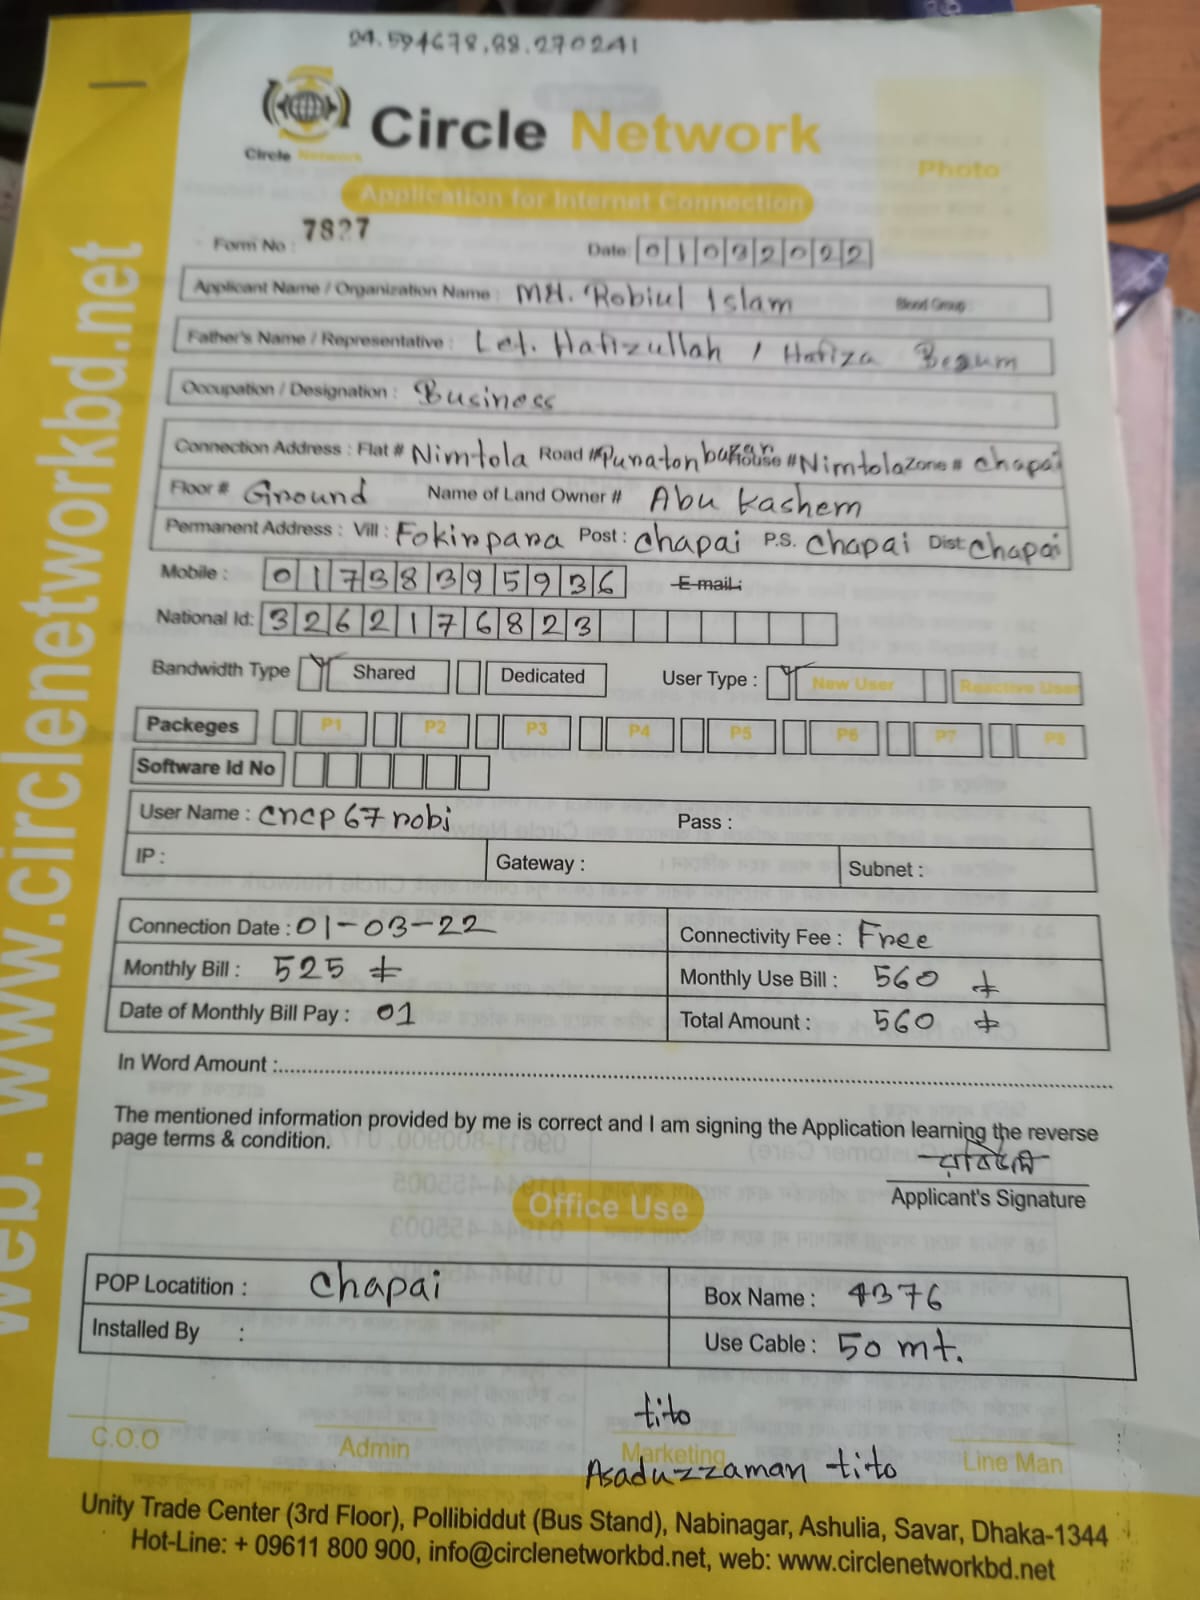 24.594678,88.270241
Circle Network
Circle Network
Photo
Application for Internet Connection
Form No : 7827
Date: 01032022
Applicant Name / Organization Name : MH. Robiul Islam Blood Group :
Father's Name / Representative : Let. Hafizullah / Hafiza Begum
Occupation / Designation : Business
Connection Address : Flat # Nimtola Road # Puraton bazar House # Nimtola Zone # Chapai
Floor # Ground Name of Land Owner # Abu Kashem
Permanent Address : Vill : Fokirpara Post : Chapai P.S. Chapai Dist: Chapai
Mobile : 01738395936 E-mail:
National Id: 3262176823
Bandwidth Type Shared Dedicated User Type : New User Reactive User
Packeges P1 P2 P3 P4 P5 P6 P7 P8
Software Id No
User Name : cncp67robi Pass :
IP : Gateway : Subnet :
Connection Date : 01-03-22 Connectivity Fee : Free
Monthly Bill : 525 Monthly Use Bill : 560
Date of Monthly Bill Pay : 01 Total Amount : 560
In Word Amount :
The mentioned information provided by me is correct and I am signing the Application learning the reverse
page terms & condition.
Applicant's Signature
Office Use
POP Locatition : Chapai Box Name : 4376
Installed By : Use Cable : 50 mt.
tito
C.O.O Admin Marketing Line Man
Asaduzzaman tito
Unity Trade Center (3rd Floor), Pollibiddut (Bus Stand), Nabinagar, Ashulia, Savar, Dhaka-1344
Hot-Line: + 09611 800 900, info@circlenetworkbd.net, web: www.circlenetworkbd.net
web: www.circlenetworkbd.net